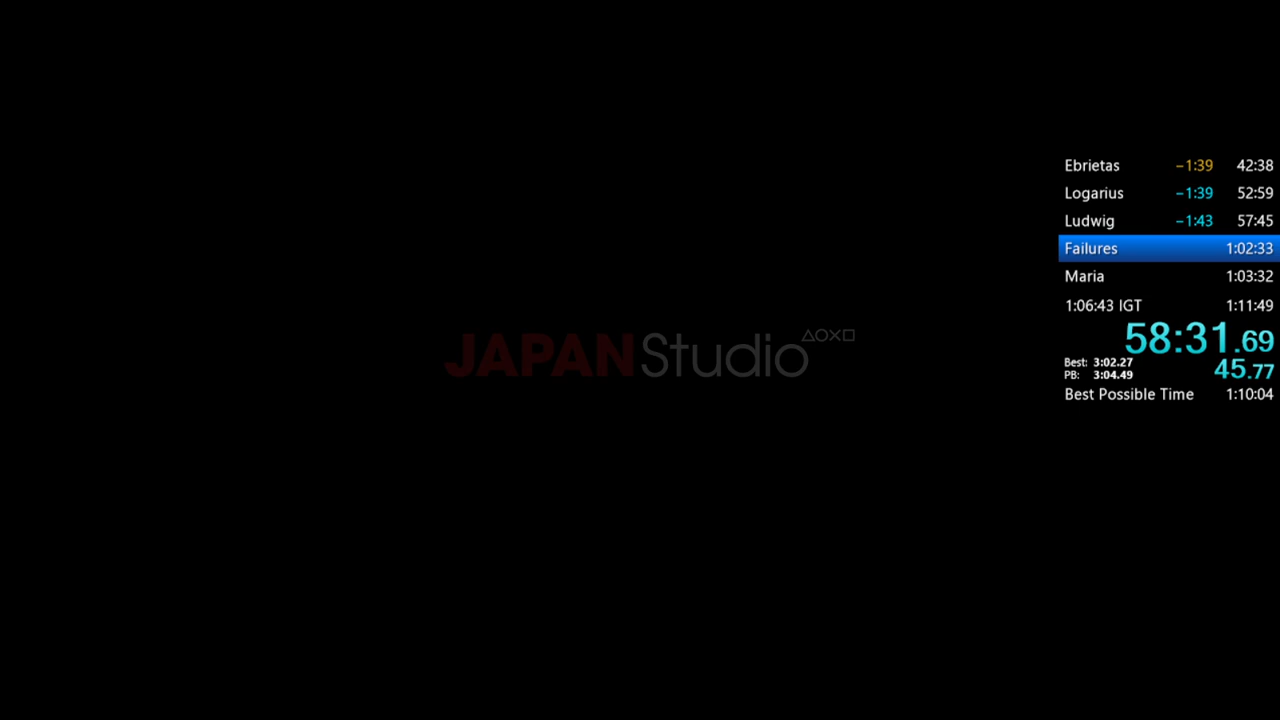 JAPANStudio
Ebrietas −1:39 42:38
Logarius −1:39 52:59
Ludwig −1:43 57:45
Failures 1:02:33
Maria 1:03:32
1:06:43 IGT 1:11:49
58:31.69
Best: 3:02.27
PB: 3:04.49
45.77
Best Possible Time 1:10:04